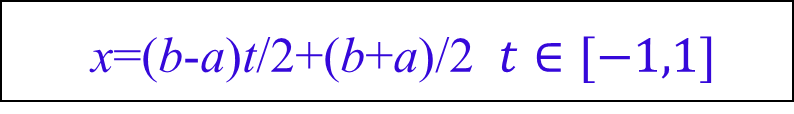 x=(b-a)t/2+(b+a)/2 t ∈ [−1,1]